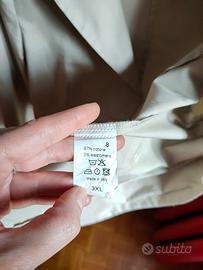 8
97% cotone
3% elastomero
Made in Italy
3XL
subito